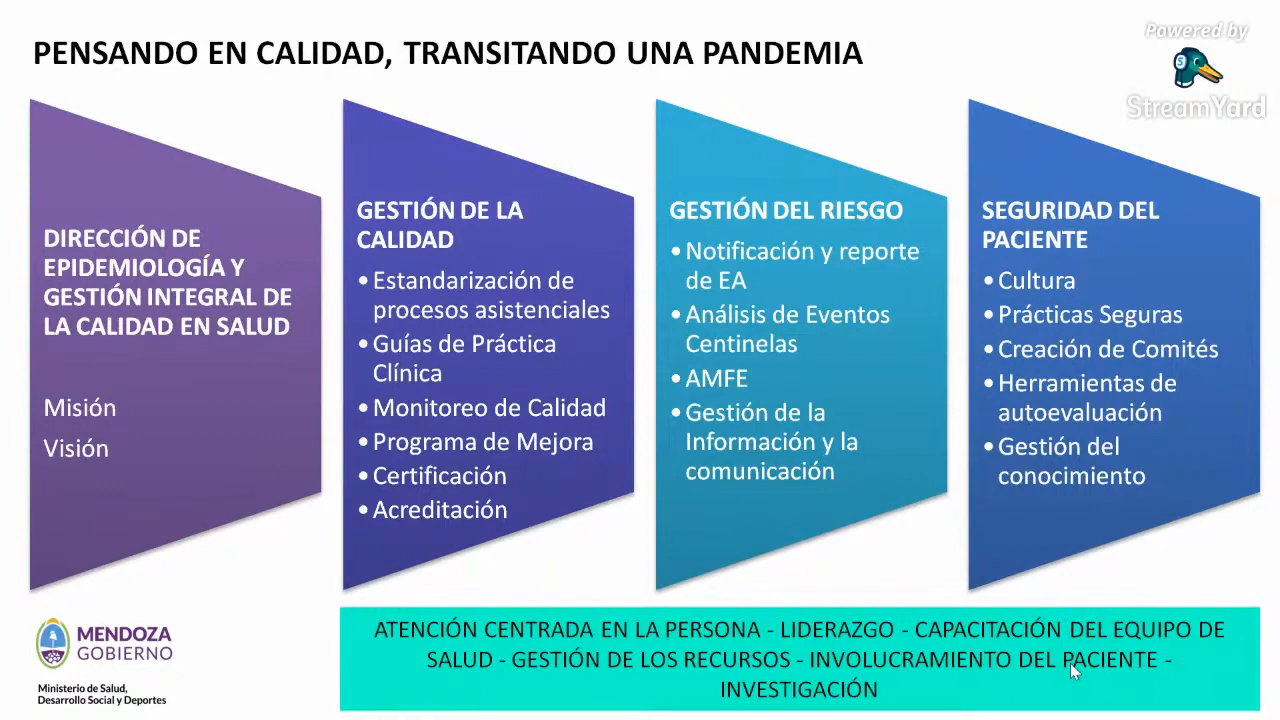 PENSANDO EN CALIDAD, TRANSITANDO UNA PANDEMIA
Powered by
StreamYard
DIRECCIÓN DE
EPIDEMIOLOGÍA Y
GESTIÓN INTEGRAL DE
LA CALIDAD EN SALUD
Misión
Visión
GESTIÓN DE LA
CALIDAD
•Estandarización de
procesos asistenciales
•Guías de Práctica
Clínica
•Monitoreo de Calidad
•Programa de Mejora
•Certificación
•Acreditación
GESTIÓN DEL RIESGO
•Notificación y reporte
de EA
•Análisis de Eventos
Centinelas
•AMFE
•Gestión de la
Información y la
comunicación
SEGURIDAD DEL
PACIENTE
•Cultura
•Prácticas Seguras
•Creación de Comités
•Herramientas de
autoevaluación
•Gestión del
conocimiento
MENDOZA
GOBIERNO
Ministerio de Salud,
Desarrollo Social y Deportes
ATENCIÓN CENTRADA EN LA PERSONA - LIDERAZGO - CAPACITACIÓN DEL EQUIPO DE
SALUD - GESTIÓN DE LOS RECURSOS - INVOLUCRAMIENTO DEL PACIENTE -
INVESTIGACIÓN